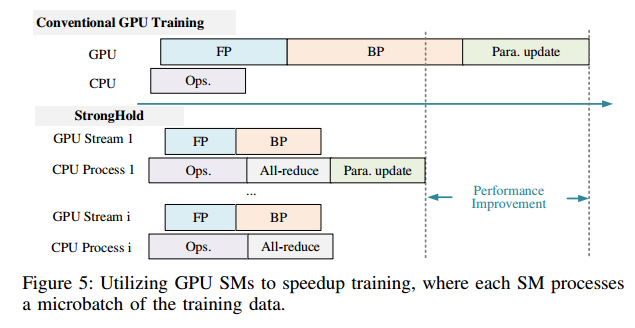 Conventional GPU Training
GPU FP BP Para. update
CPU Ops.
StrongHold
GPU Stream 1 FP BP
CPU Process 1 Ops. All-reduce Para. update
...
Performance
Improvement
GPU Stream i FP BP
CPU Process i Ops. All-reduce
Figure 5: Utilizing GPU SMs to speedup training, where each SM processes
a microbatch of the training data.